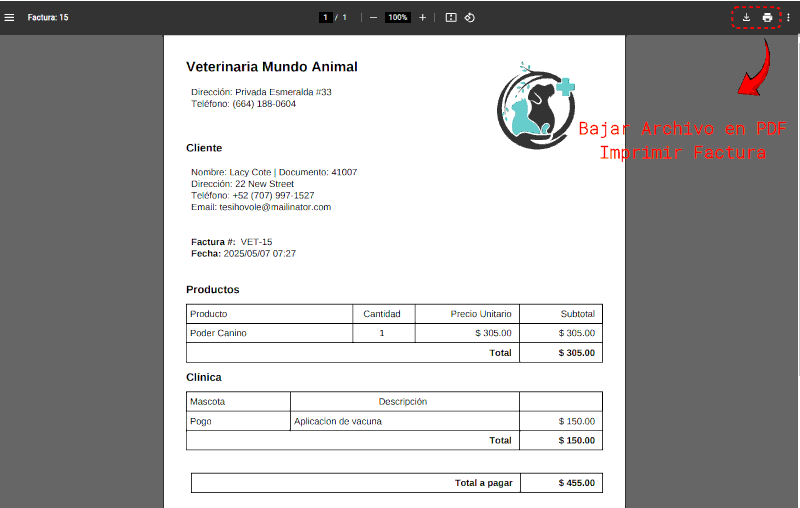 Factura: 15
1 / 1
100%
Veterinaria Mundo Animal
Dirección: Privada Esmeralda #33
Teléfono: (664) 188-0604
Bajar Archivo en PDF
Imprimir Factura
Cliente
Nombre: Lacy Cote | Documento: 41007
Dirección: 22 New Street
Teléfono: +52 (707) 997-1527
Email: tesihovole@mailinator.com
Factura #: VET-15
Fecha: 2025/05/07 07:27
Productos
Producto Cantidad Precio Unitario Subtotal
Poder Canino 1 $ 305.00 $ 305.00
Total $ 305.00
Clínica
Mascota Descripción
Pogo Aplicacion de vacuna $ 150.00
Total $ 150.00
Total a pagar $ 455.00